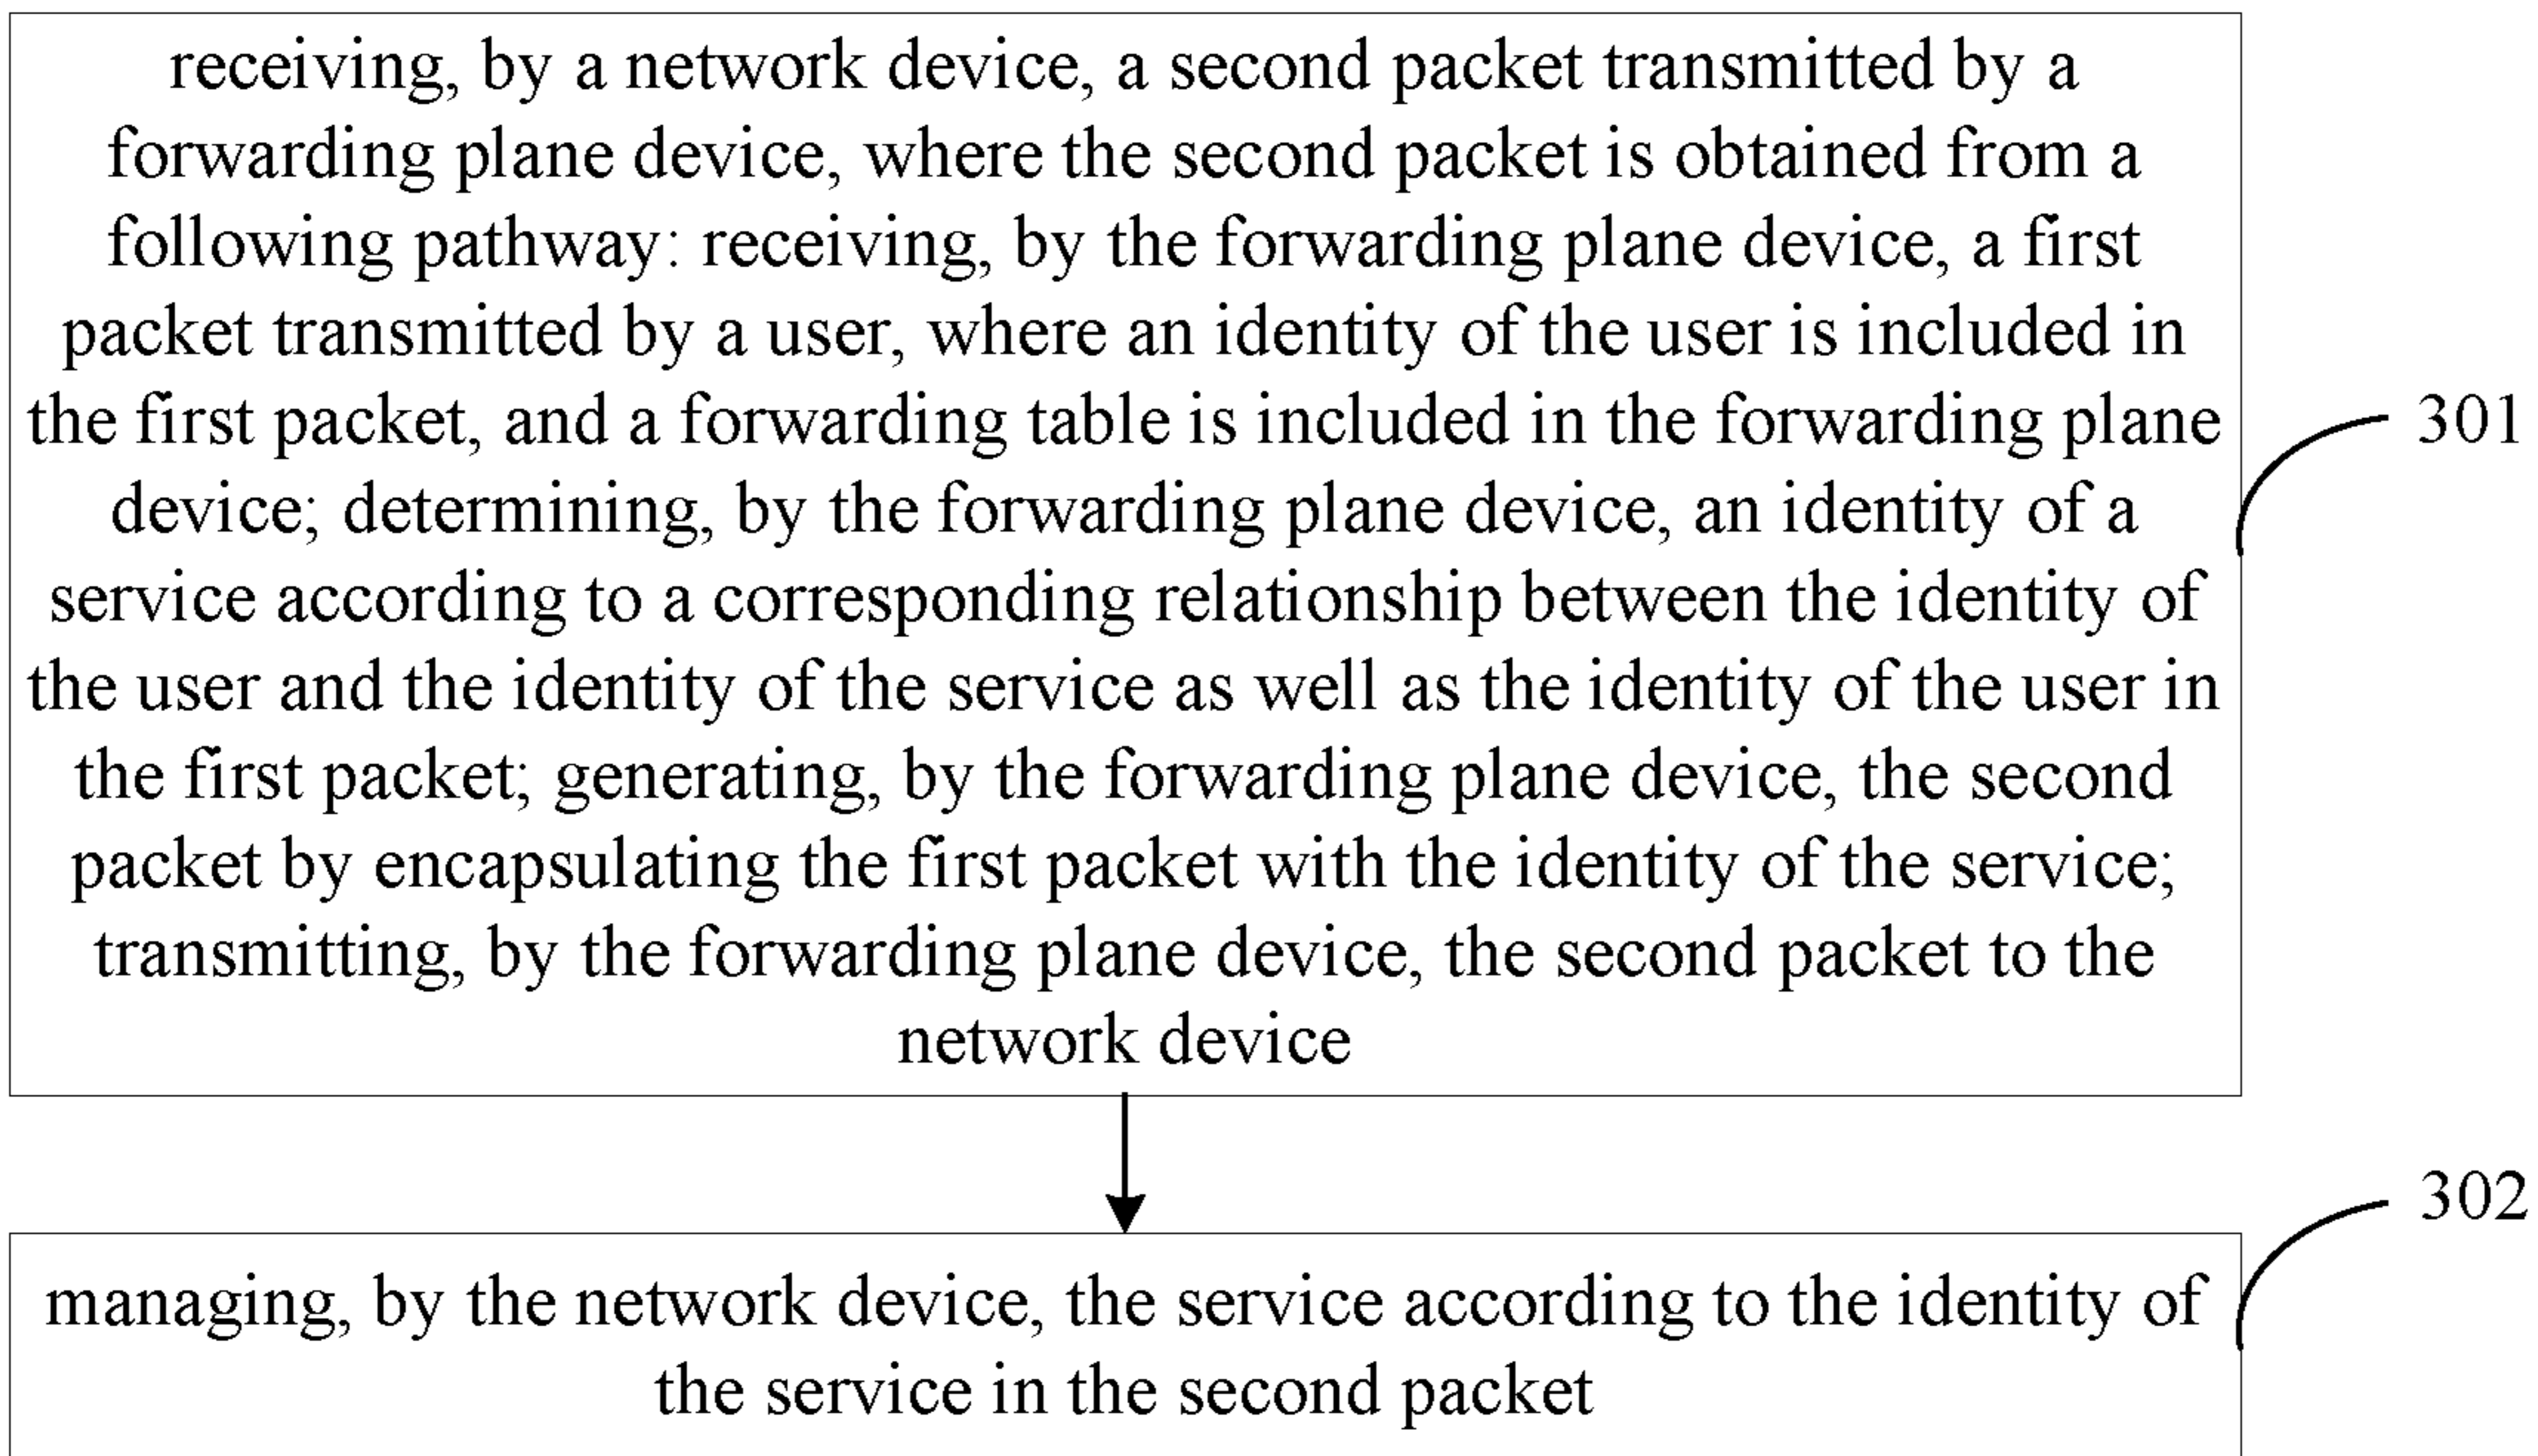 receiving, by a network device, a second packet transmitted by a
forwarding plane device, where the second packet is obtained from a
following pathway: receiving, by the forwarding plane device, a first
packet transmitted by a user, where an identity of the user is included in
the first packet, and a forwarding table is included in the forwarding plane
device; determining, by the forwarding plane device, an identity of a
service according to a corresponding relationship between the identity of
the user and the identity of the service as well as the identity of the user in
the first packet; generating, by the forwarding plane device, the second
packet by encapsulating the first packet with the identity of the service;
transmitting, by the forwarding plane device, the second packet to the
network device
301
managing, by the network device, the service according to the identity of
the service in the second packet
302